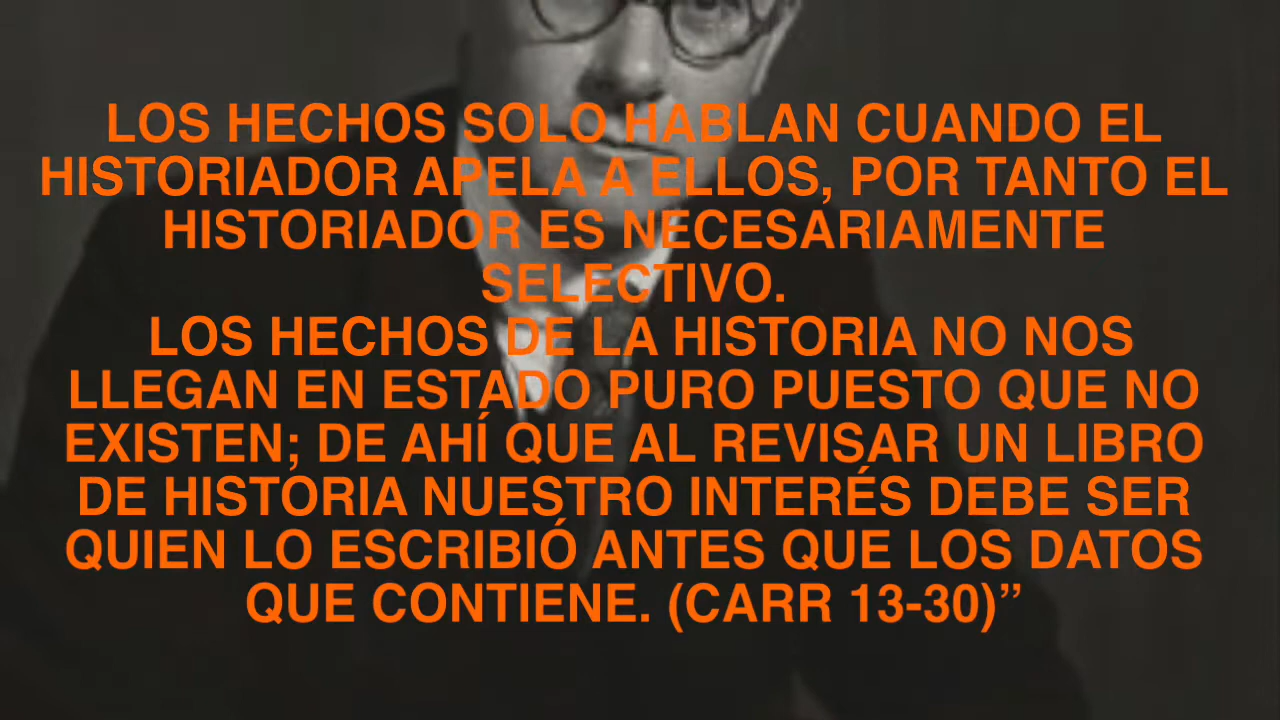 LOS HECHOS SOLO HABLAN CUANDO EL
HISTORIADOR APELA A ELLOS, POR TANTO EL
HISTORIADOR ES NECESARIAMENTE
SELECTIVO.
LOS HECHOS DE LA HISTORIA NO NOS
LLEGAN EN ESTADO PURO PUESTO QUE NO
EXISTEN; DE AHÍ QUE AL REVISAR UN LIBRO
DE HISTORIA NUESTRO INTERÉS DEBE SER
QUIEN LO ESCRIBIÓ ANTES QUE LOS DATOS
QUE CONTIENE. (CARR 13-30)”